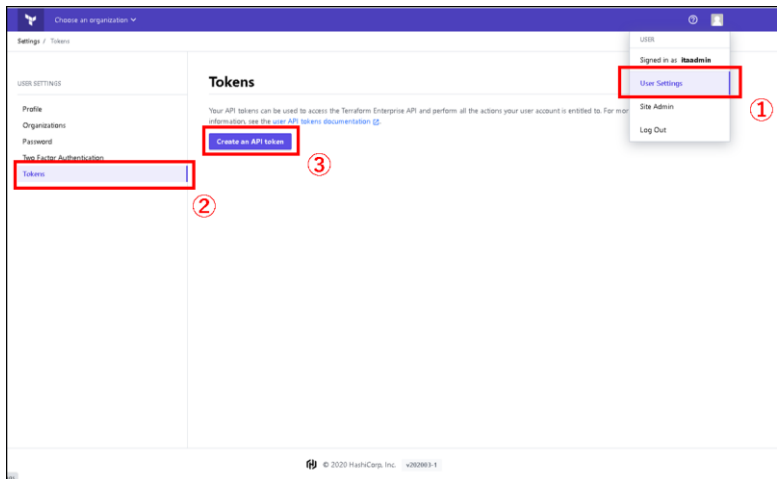 Choose an organization
Settings / Tokens
USER
Signed in as itaadmin
User Settings
Site Admin
Log Out
①
USER SETTINGS
Profile
Organizations
Password
Two Factor Authentication
Tokens
②
Tokens
Your API tokens can be used to access the Terraform Enterprise API and perform all the actions your user account is entitled to. For mor
information, see the user API tokens documentation
Create an API token
③
© 2020 HashiCorp, Inc. v202003-1